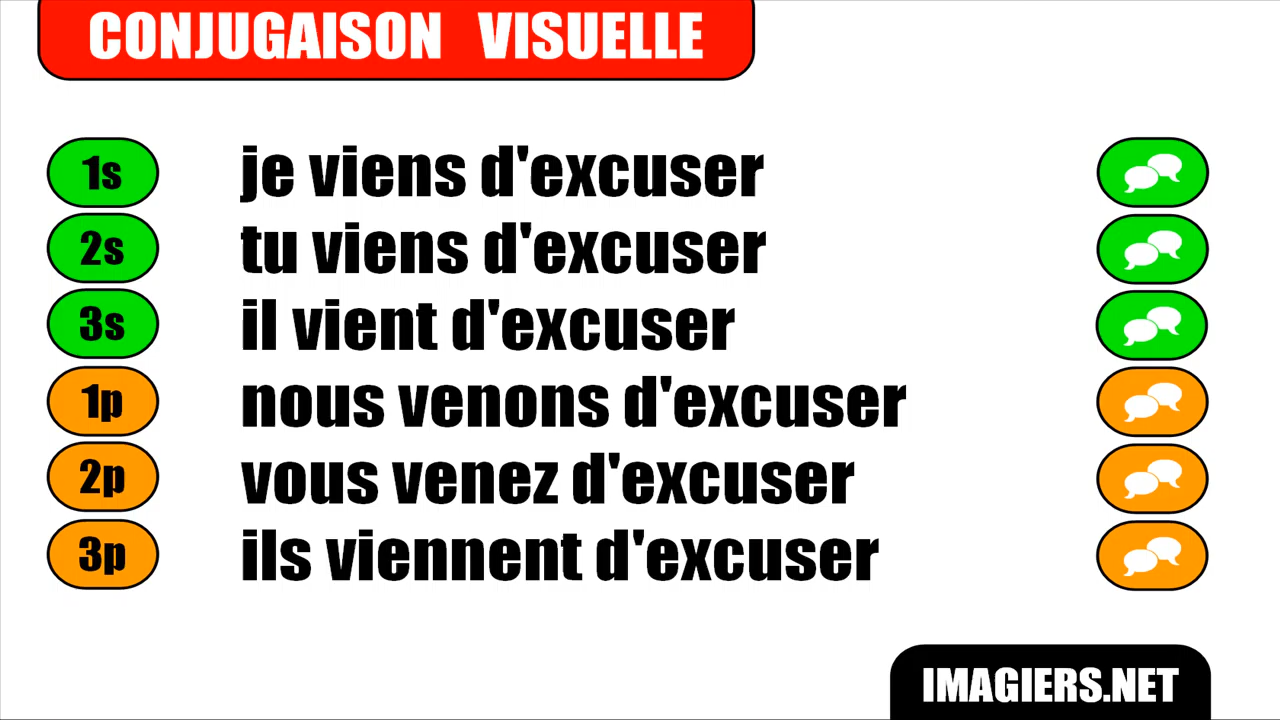 CONJUGAISON VISUELLE
1s je viens d'excuser
2s tu viens d'excuser
3s il vient d'excuser
1p nous venons d'excuser
2p vous venez d'excuser
3p ils viennent d'excuser
IMAGIERS.NET